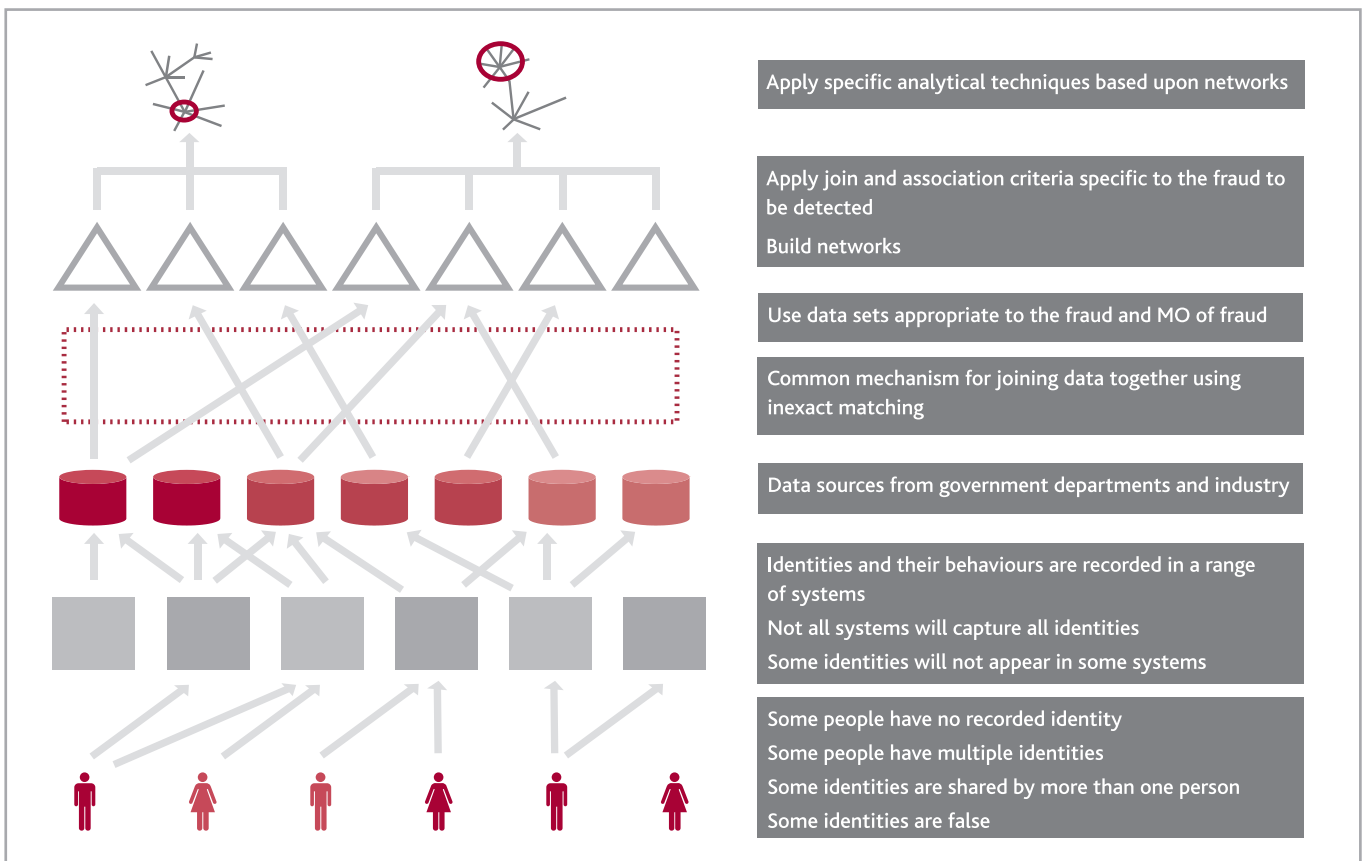 Apply specific analytical techniques based upon networks
Apply join and association criteria specific to the fraud to
be detected
Build networks
Use data sets appropriate to the fraud and MO of fraud
Common mechanism for joining data together using
inexact matching
Data sources from government departments and industry
Identities and their behaviours are recorded in a range
of systems
Not all systems will capture all identities
Some identities will not appear in some systems
Some people have no recorded identity
Some people have multiple identities
Some identities are shared by more than one person
Some identities are false